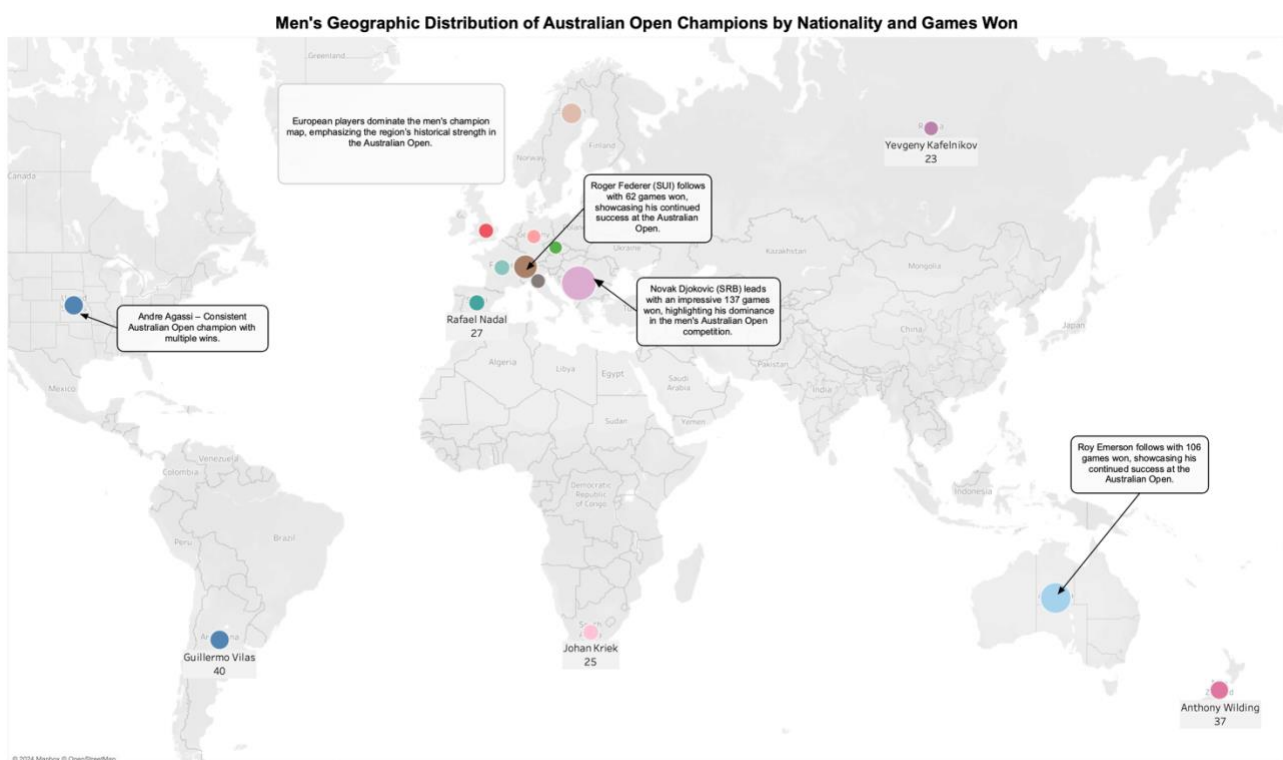 Men's Geographic Distribution of Australian Open Champions by Nationality and Games Won
Greenland
European players dominate the men's champion
map, emphasizing the region's historical strength in
the Australian Open.
Yevgeny Kafelnikov
23
Canada
Norway
Finland
Roger Federer (SUI) follows
with 62 games won,
showcasing his continued
success at the Australian
Open.
Ukraine
Kazakhstan
Mongolia
Novak Djokovic (SRB) leads
with an impressive 137 games
won, highlighting his dominance
in the men's Australian Open
competition.
Andre Agassi – Consistent
Australian Open champion with
multiple wins.
Rafael Nadal
27
Japan
China
Algeria
Libya
Egypt
Saudi
Arabia
Pakistan
India
Mexico
Sudan
Yemen
Venezuela
Colombia
Roy Emerson follows with 106
games won, showcasing his
continued success at the
Australian Open.
Democratic
Republic
of Congo
Indonesia
Peru
Brazil
Guillermo Vilas
40
Johan Kriek
25
Anthony Wilding
37
© 2024 Mapbox © OpenStreetMap